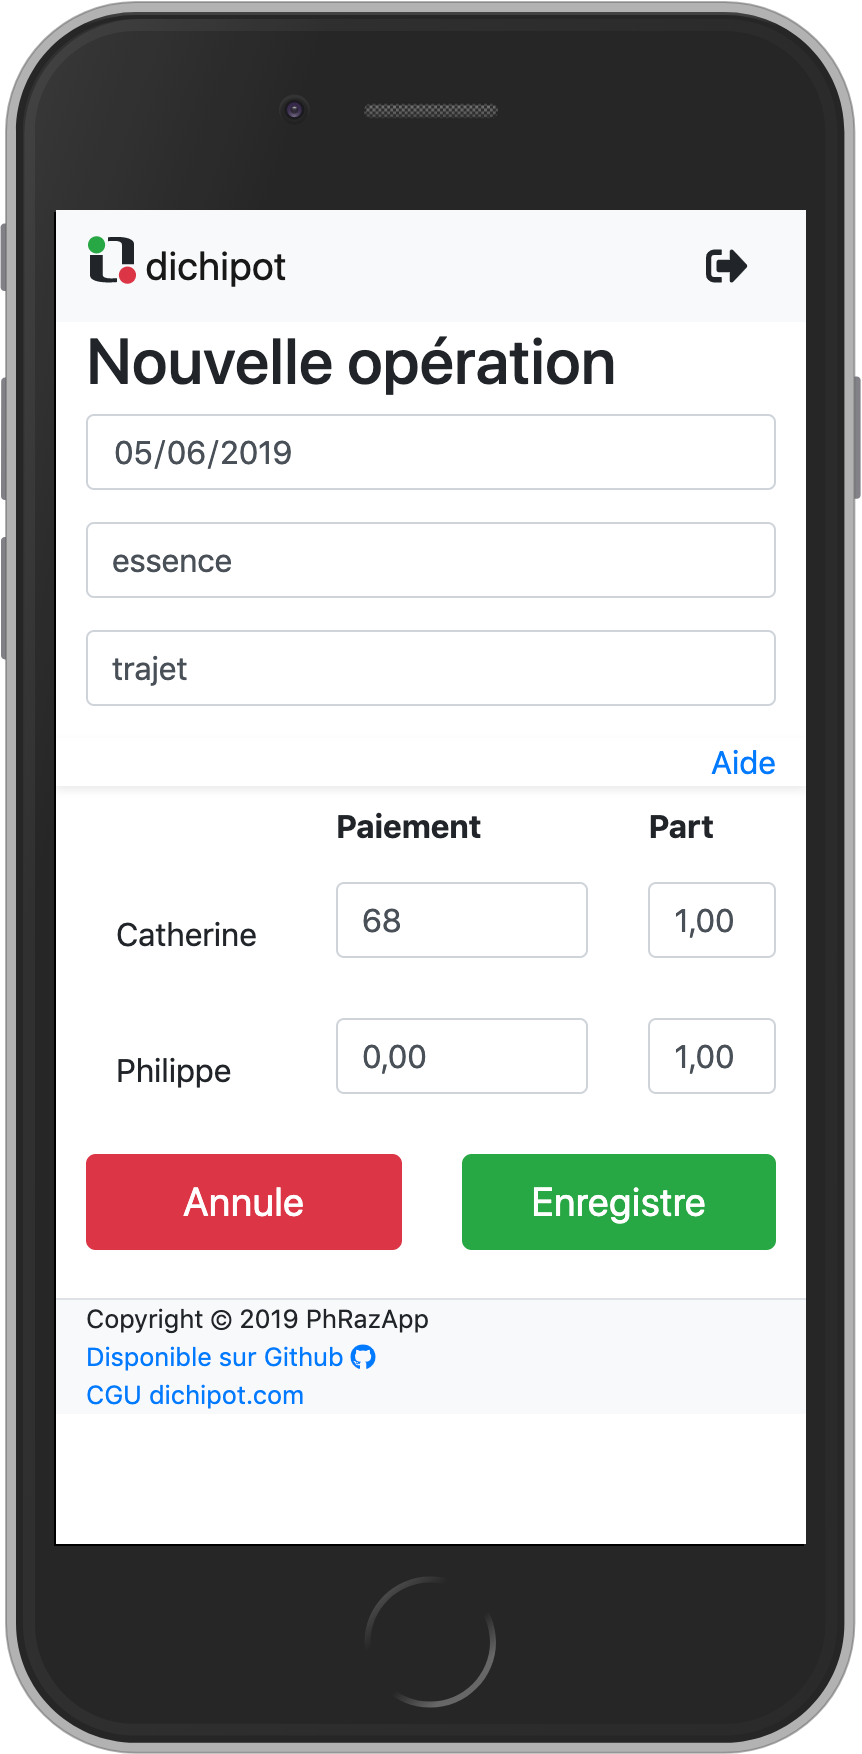 dichipot
Nouvelle opération
05/06/2019
essence
trajet
Aide
Paiement Part
Catherine 68 1,00
Philippe 0,00 1,00
Annule Enregistre
Copyright © 2019 PhRazApp
Disponible sur Github
CGU dichipot.com